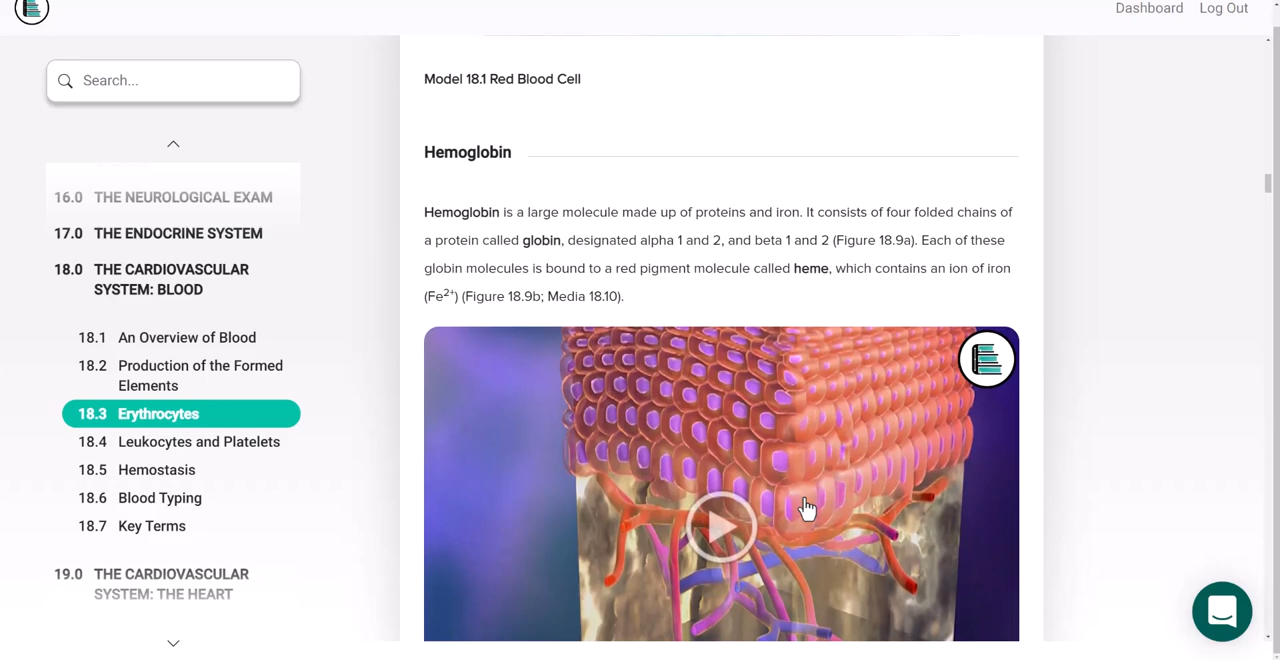 Dashboard Log Out
Search...
16.0 THE NEUROLOGICAL EXAM
17.0 THE ENDOCRINE SYSTEM
18.0 THE CARDIOVASCULAR
SYSTEM: BLOOD
18.1 An Overview of Blood
18.2 Production of the Formed
Elements
18.3 Erythrocytes
18.4 Leukocytes and Platelets
18.5 Hemostasis
18.6 Blood Typing
18.7 Key Terms
19.0 THE CARDIOVASCULAR
SYSTEM: THE HEART
Model 18.1 Red Blood Cell
Hemoglobin
Hemoglobin is a large molecule made up of proteins and iron. It consists of four folded chains of
a protein called globin, designated alpha 1 and 2, and beta 1 and 2 (Figure 18.9a). Each of these
globin molecules is bound to a red pigment molecule called heme, which contains an ion of iron
(Fe²⁺) (Figure 18.9b; Media 18.10).